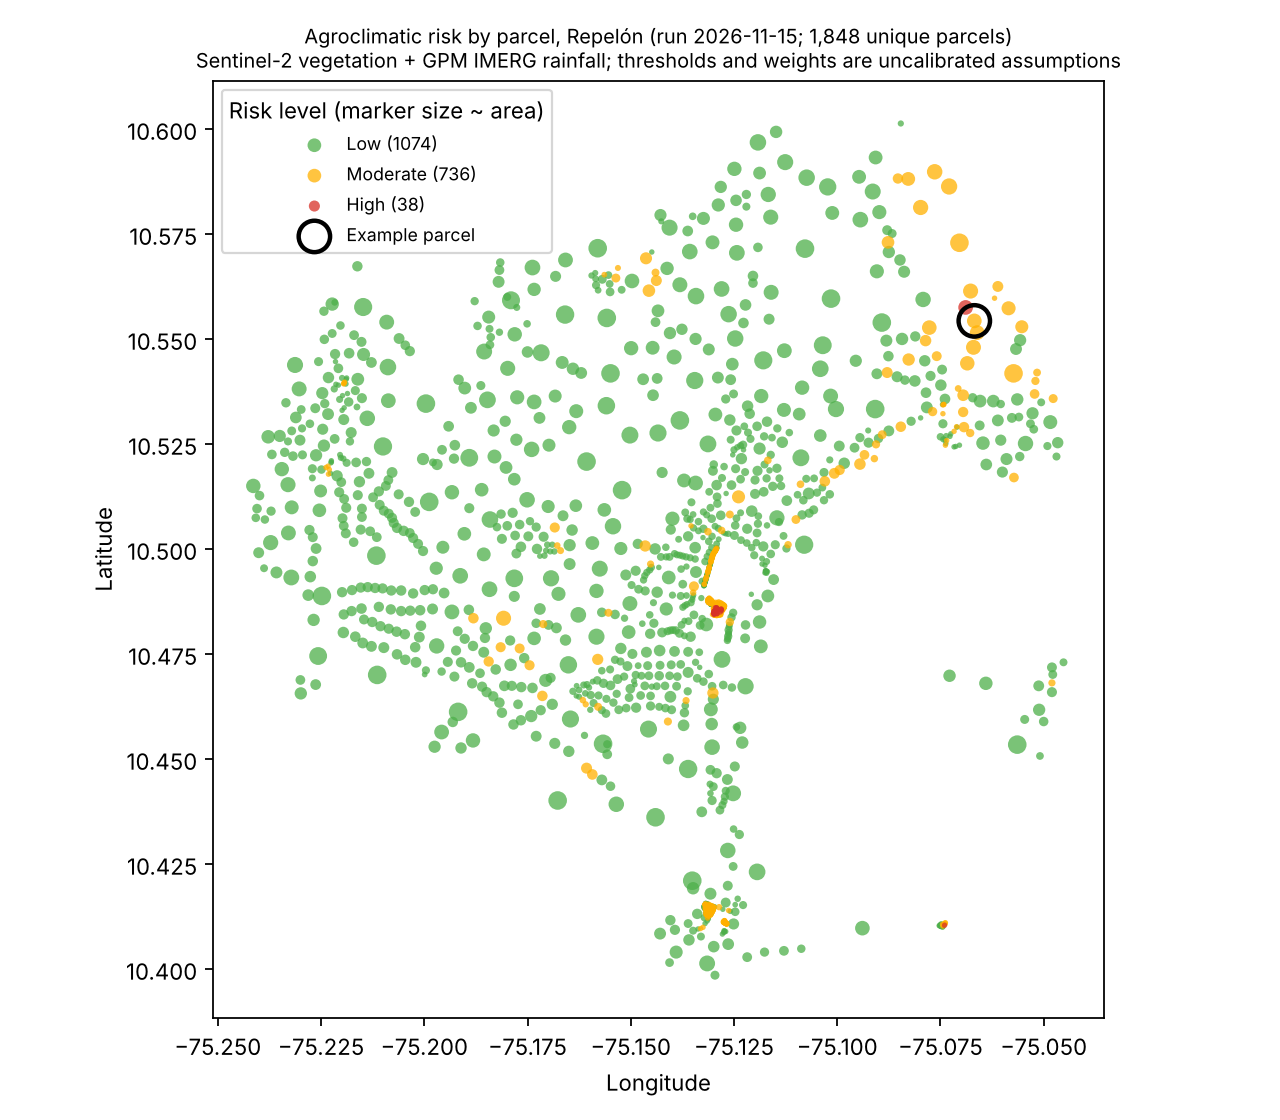 Agroclimatic risk by parcel, Repelón (run 2026-11-15; 1,848 unique parcels)
Sentinel-2 vegetation + GPM IMERG rainfall; thresholds and weights are uncalibrated assumptions
Risk level (marker size ~ area)
Low (1074)
Moderate (736)
High (38)
Example parcel
10.600
10.575
10.550
10.525
10.500
10.475
10.450
10.425
10.400
Latitude
−75.250 −75.225 −75.200 −75.175 −75.150 −75.125 −75.100 −75.075 −75.050
Longitude